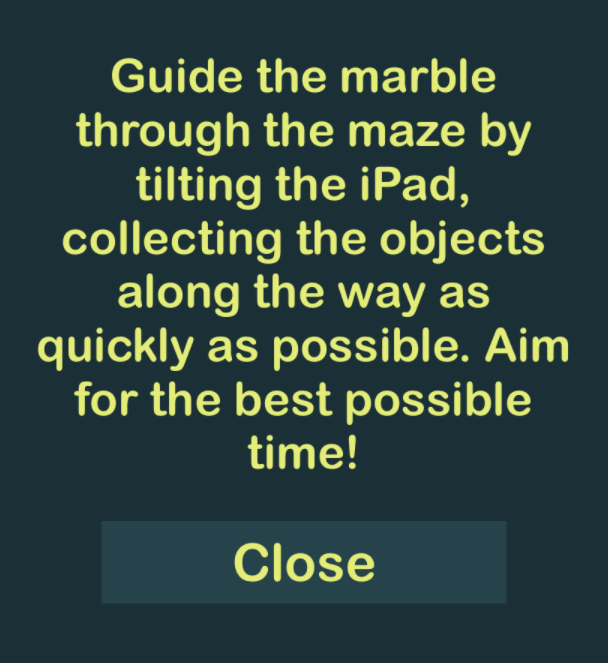 Guide the marble
through the maze by
tilting the iPad,
collecting the objects
along the way as
quickly as possible. Aim
for the best possible
time!
Close